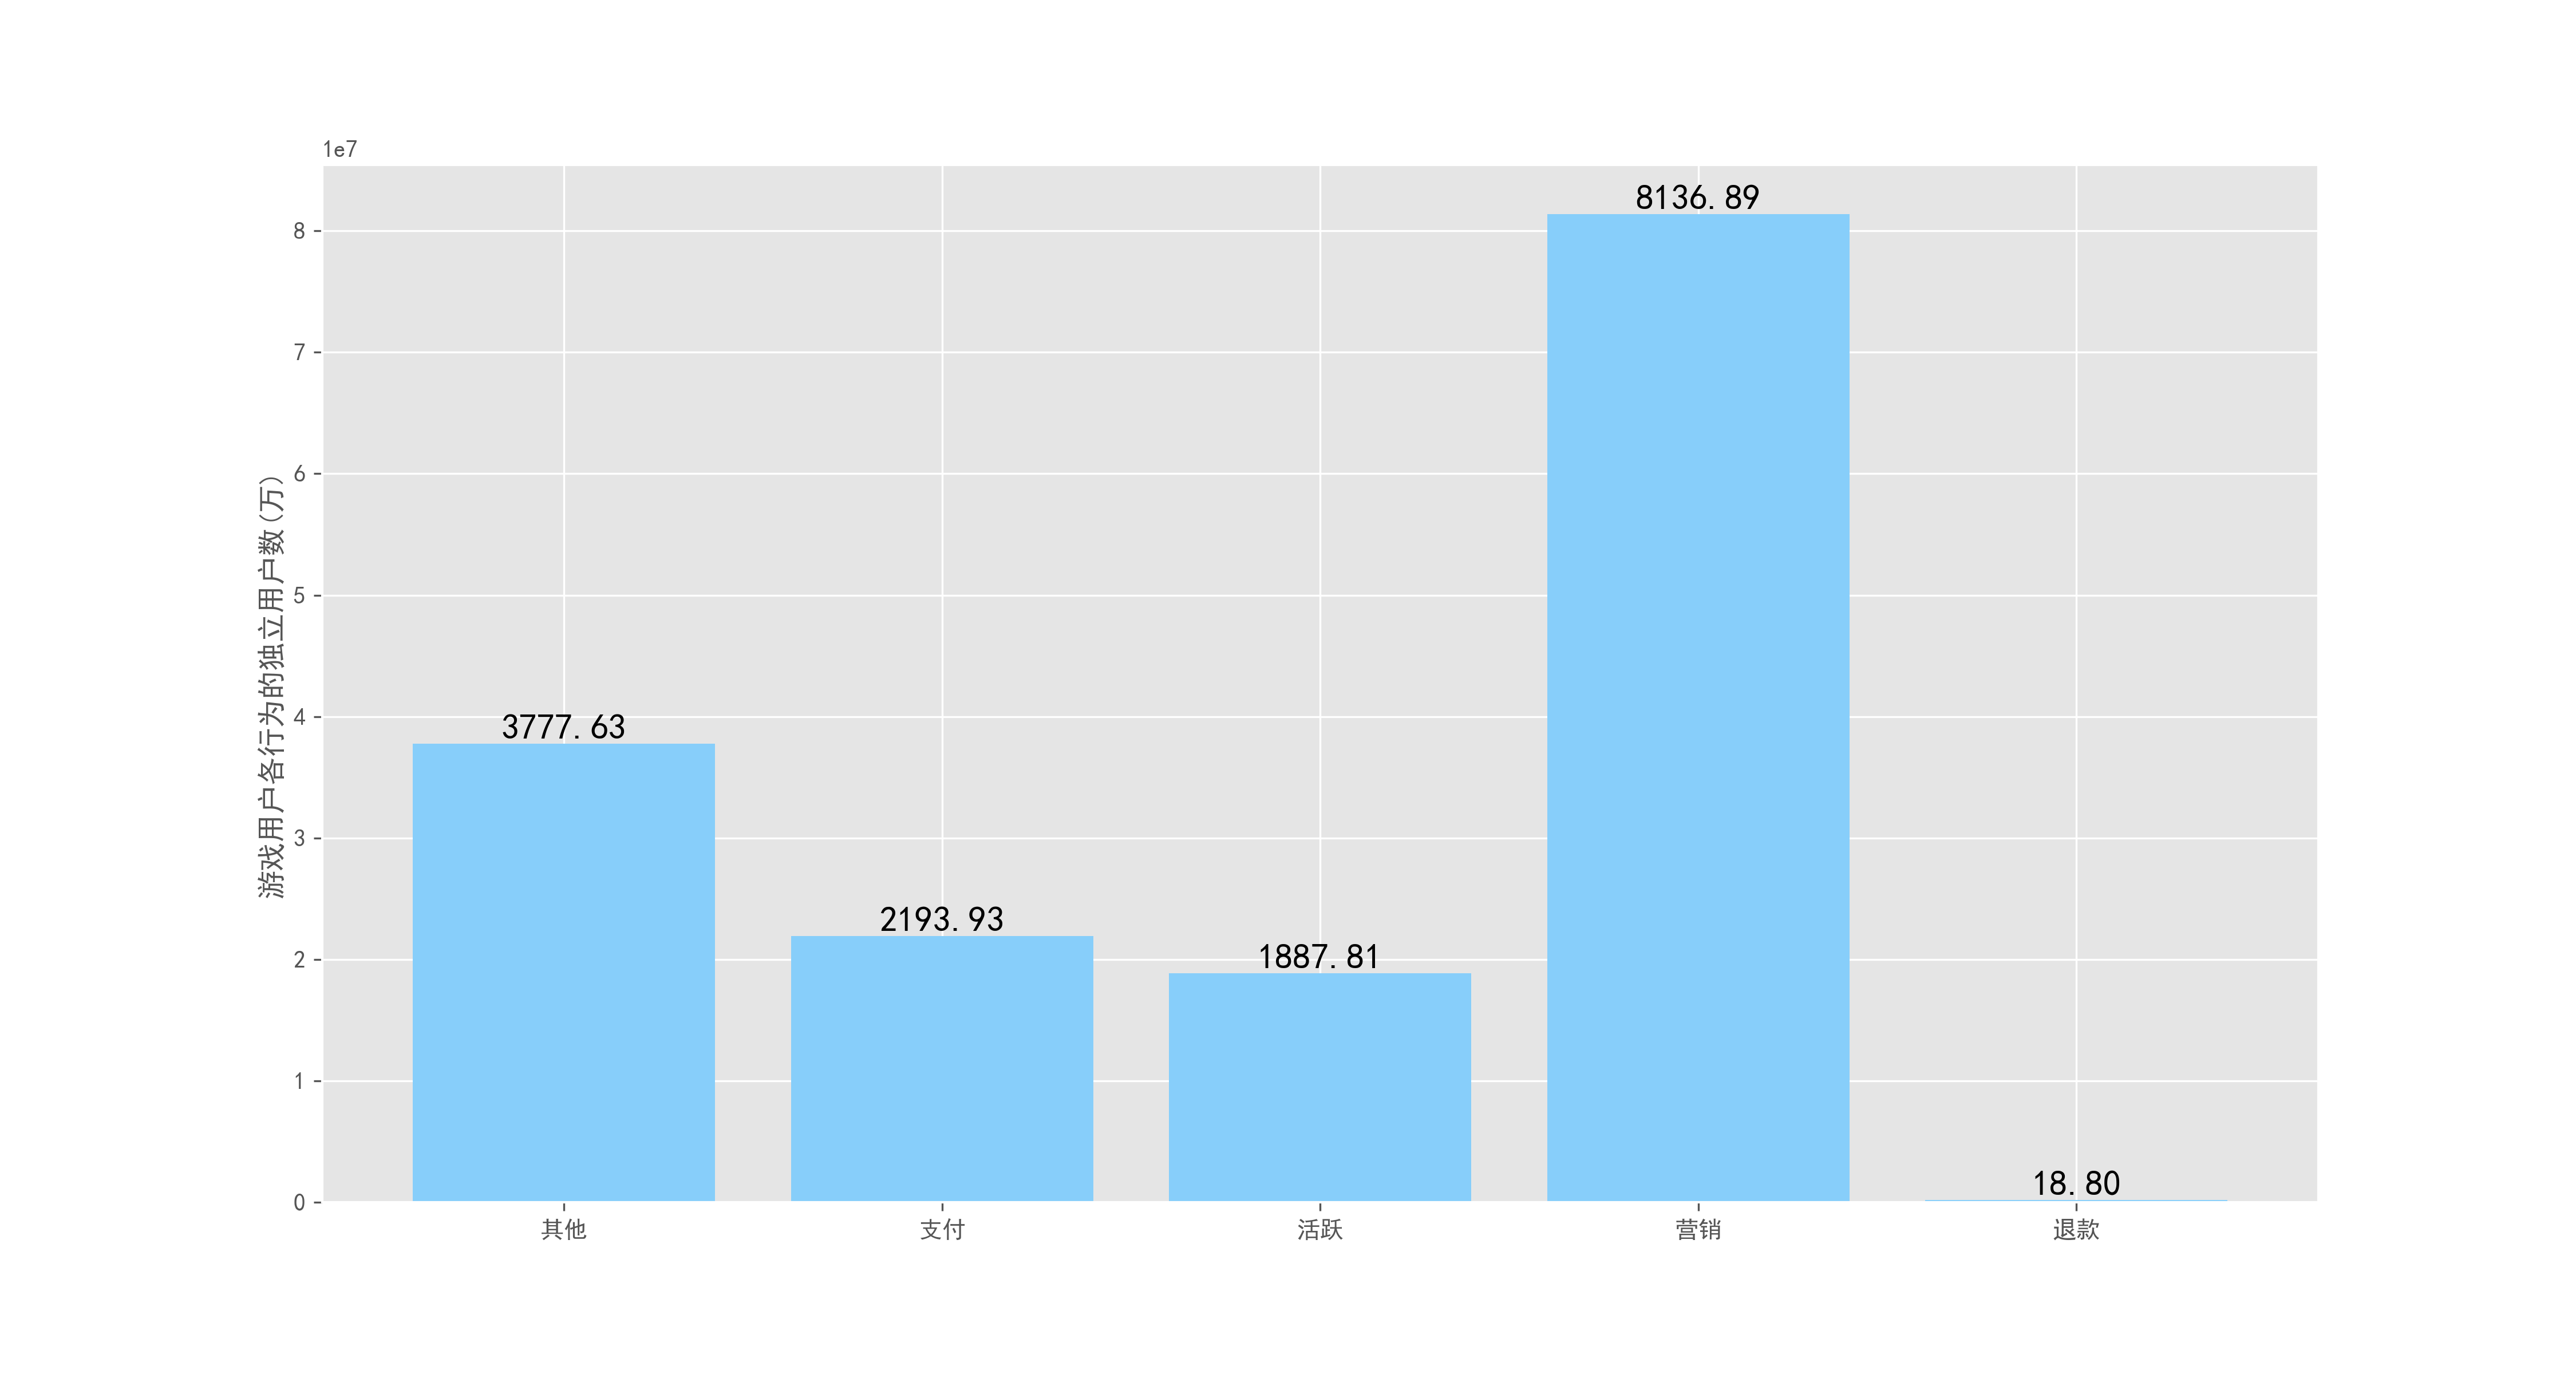 1e7
8
7
6
5
4
3
2
1
0
游戏用户各行为的独立用户数(万)
3777.63
2193.93
1887.81
8136.89
18.80
其他
支付
活跃
营销
退款